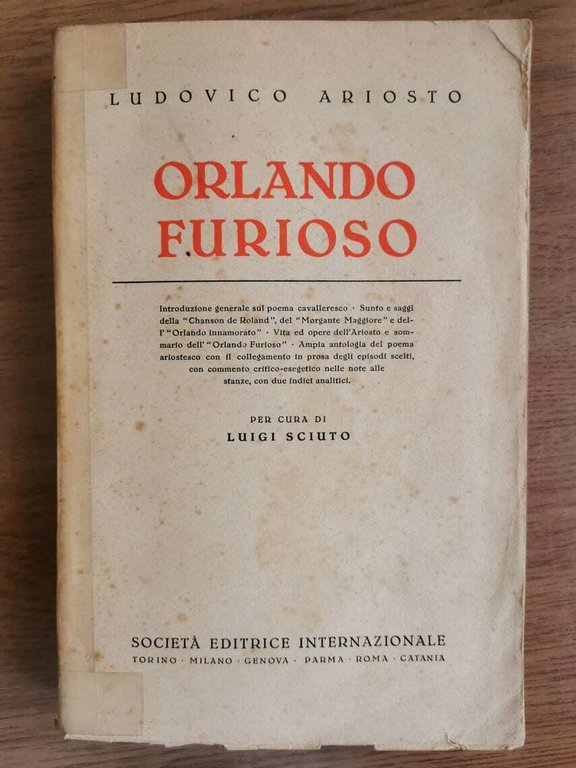 LUDOVICO ARIOSTO
ORLANDO
FURIOSO
Introduzione generale sul poema cavalleresco · Sunto e saggi
della "Chanson de Roland", del "Morgante Maggiore" e del-
l' "Orlando innamorato" · Vita ed opere dell'Ariosto e som-
mario dell' "Orlando Furioso" · Ampia antologia del poema
ariostesco con il collegamento in prosa degli episodi scelti,
con commento critico-esegetico nelle note alle
stanze, con due indici analitici.
PER CURA DI
LUIGI SCIUTO
SOCIETÀ EDITRICE INTERNAZIONALE
TORINO · MILANO · GENOVA · PARMA · ROMA · CATANIA